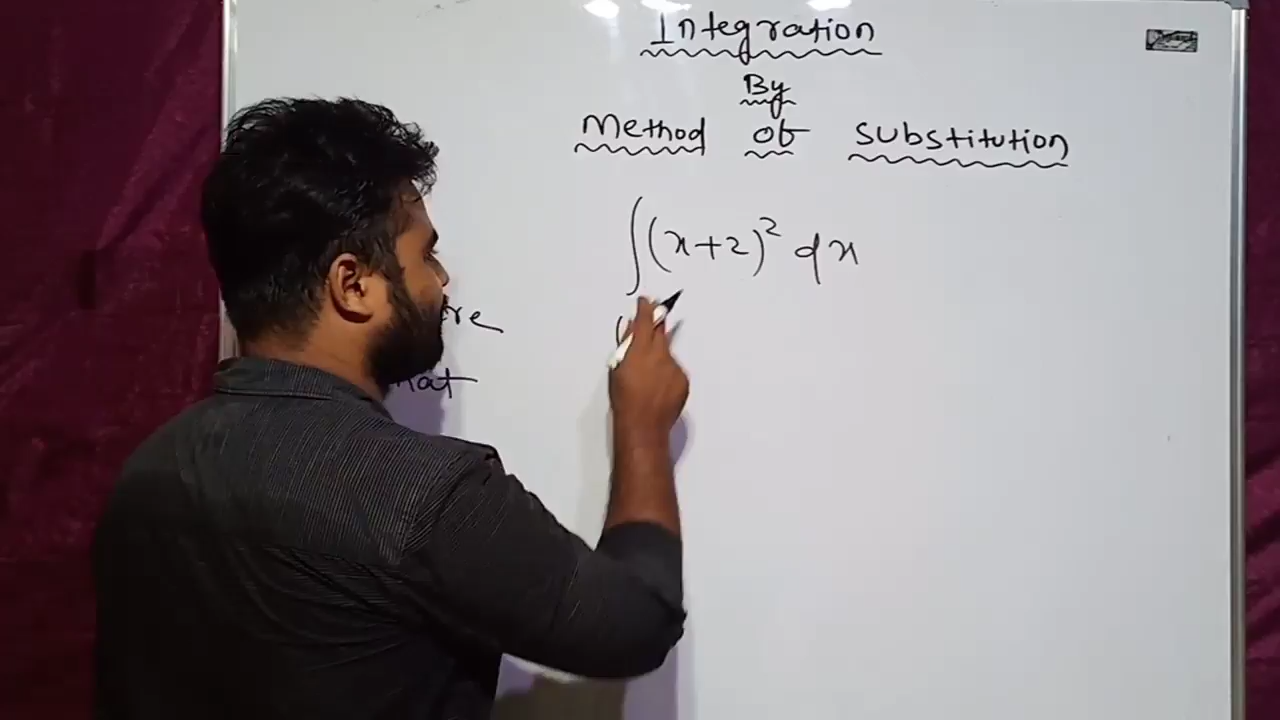 Integration
By
Method of Substitution
∫(x+2)² dx